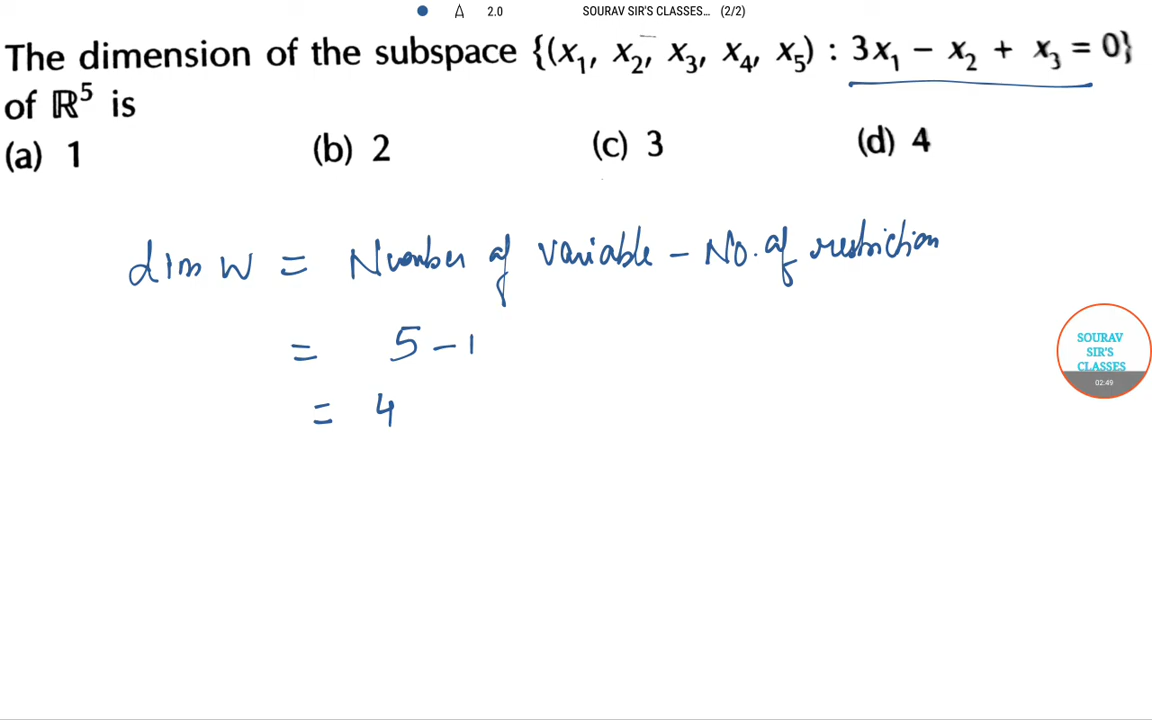 A 2.0 SOURAV SIR'S CLASSES... (2/2)
The dimension of the subspace {(x₁, x₂, x₃, x₄, x₅) : 3x₁ − x₂ + x₃ = 0}
of ℝ⁵ is
(a) 1 (b) 2 (c) 3 (d) 4
dim W = Number of variable − No. of restriction
= 5 − 1
= 4
SOURAV
SIR'S
CLASSES
02:49